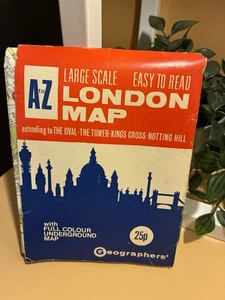 LARGE SCALE EASY TO READ
A to Z
LONDON
MAP
extending to THE OVAL·THE TOWER·KINGS CROSS·NOTTING HILL
with
FULL COLOUR
UNDERGROUND
MAP
25p
Geographers'